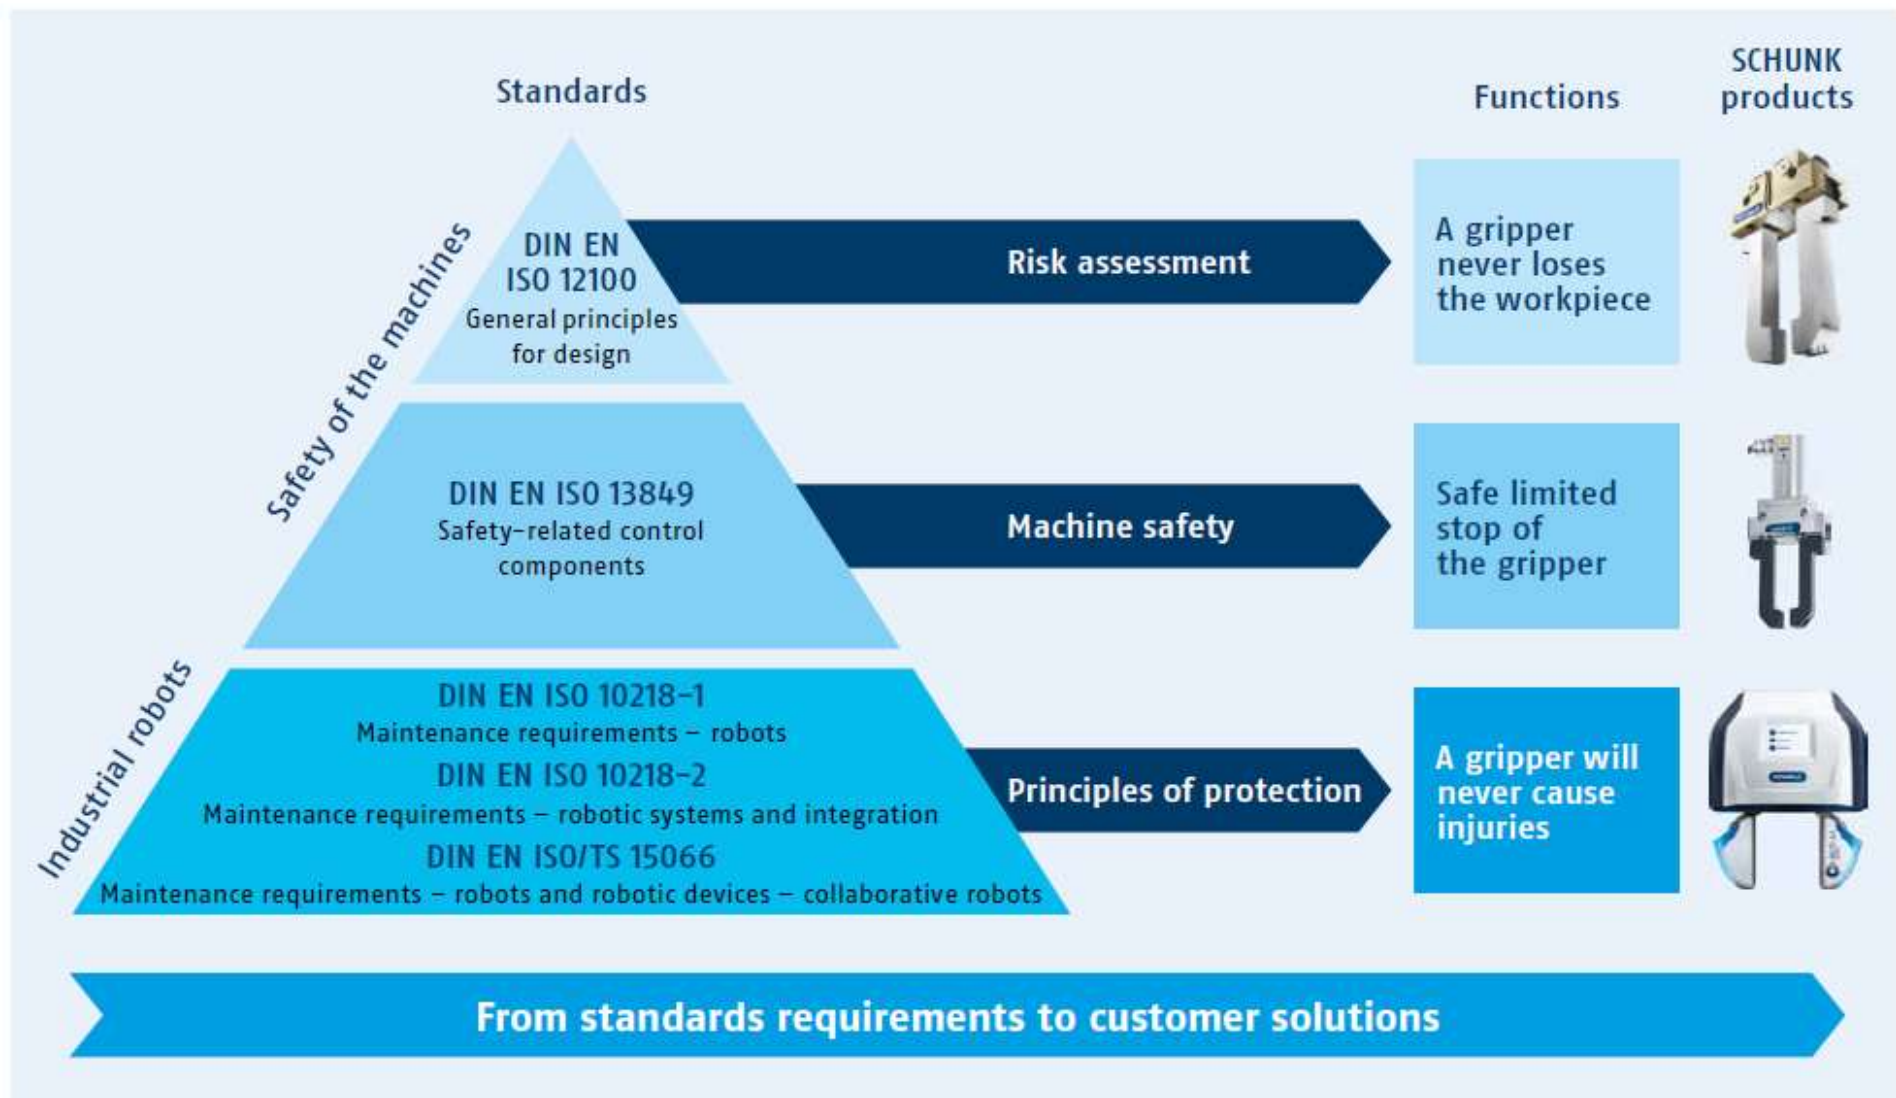 Standards
Functions
SCHUNK
products
Safety of the machines
DIN EN
ISO 12100
General principles
for design
Risk assessment
A gripper
never loses
the workpiece
DIN EN ISO 13849
Safety-related control
components
Machine safety
Safe limited
stop of
the gripper
Industrial robots
DIN EN ISO 10218-1
Maintenance requirements – robots
DIN EN ISO 10218-2
Maintenance requirements – robotic systems and integration
DIN EN ISO/TS 15066
Maintenance requirements – robots and robotic devices – collaborative robots
Principles of protection
A gripper will
never cause
injuries
From standards requirements to customer solutions